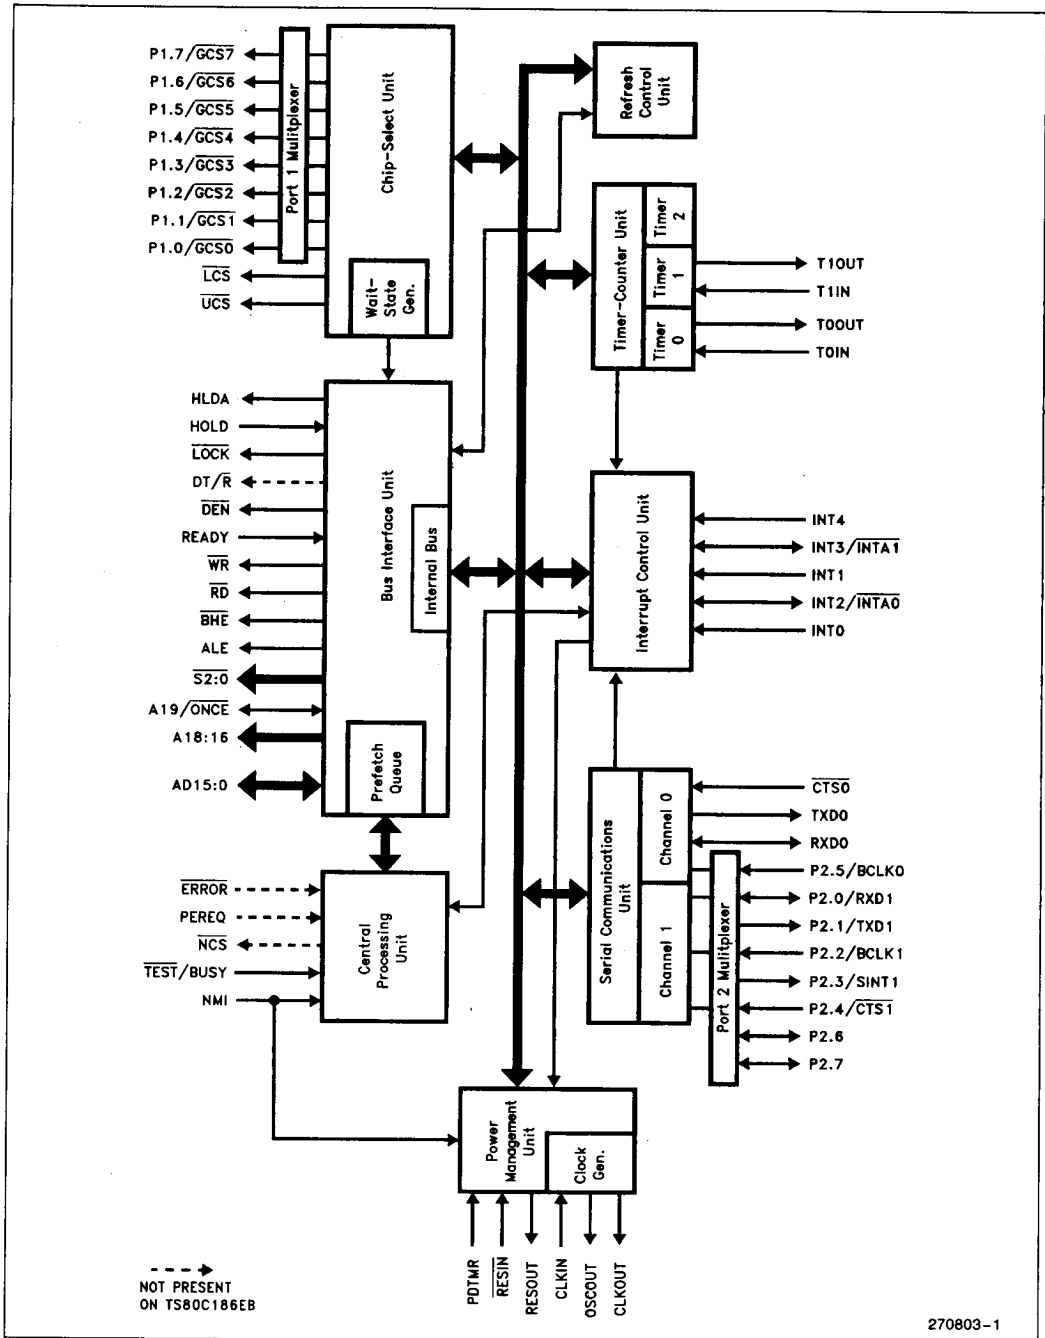 P1.7/GCS7
P1.6/GCS6
P1.5/GCS5
P1.4/GCS4
P1.3/GCS3
P1.2/GCS2
P1.1/GCS1
P1.0/GCS0
LCS
UCS
Port 1 Mulitplexer
Chip-Select Unit
Wait-
State
Gen.
Refresh
Control
Unit
Timer-Counter Unit
Timer
2
Timer
1
Timer
0
T1OUT
T1IN
T0OUT
T0IN
HLDA
HOLD
LOCK
DT/R
DEN
READY
WR
RD
BHE
ALE
S2:0
A19/ONCE
A18:16
AD15:0
Bus Interface Unit
Internal Bus
Prefetch
Queue
Interrupt Control Unit
INT4
INT3/INTA1
INT1
INT2/INTA0
INT0
ERROR
PEREQ
NCS
TEST/BUSY
NMI
Central
Processing
Unit
Serial Communications
Unit
Channel 0
Channel 1
Port 2 Mulitplexer
CTS0
TXD0
RXD0
P2.5/BCLK0
P2.0/RXD1
P2.1/TXD1
P2.2/BCLK1
P2.3/SINT1
P2.4/CTS1
P2.6
P2.7
Power
Management
Unit
Clock
Gen.
PDTMR
RESIN
RESOUT
CLKIN
OSCOUT
CLKOUT
NOT PRESENT
ON TS80C186EB
270803-1